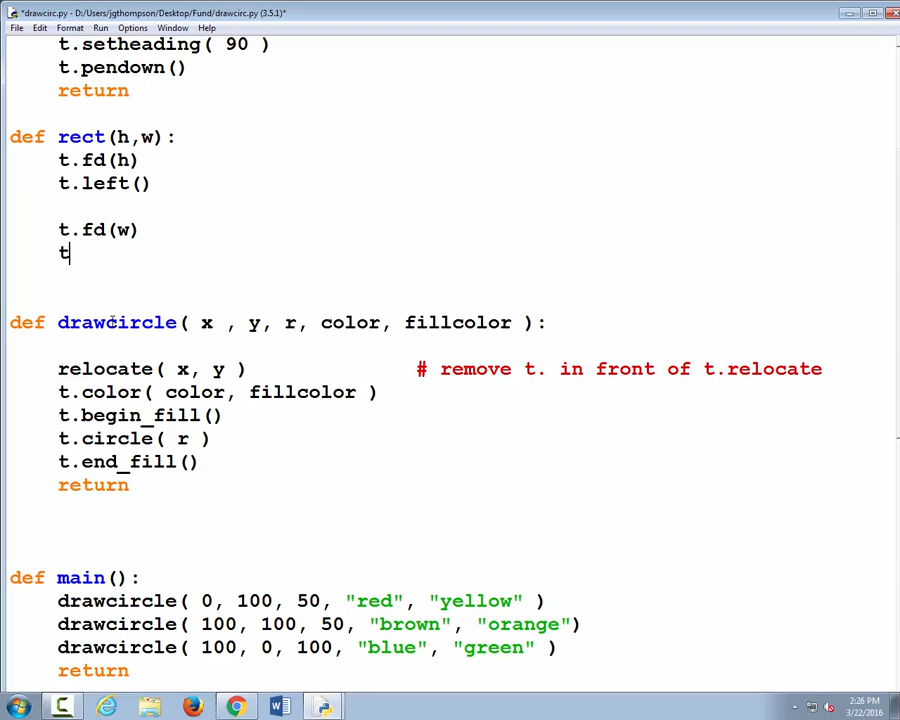 *drawcirc.py - D:/Users/jgthompson/Desktop/Fund/drawcirc.py (3.5.1)*
File Edit Format Run Options Window Help
t.setheading( 90 )
t.pendown()
return
def rect(h,w):
t.fd(h)
t.left()
t.fd(w)
t
def drawcircle( x , y, r, color, fillcolor ):
relocate( x, y ) # remove t. in front of t.relocate
t.color( color, fillcolor )
t.begin_fill()
t.circle( r )
t.end_fill()
return
def main():
drawcircle( 0, 100, 50, "red", "yellow" )
drawcircle( 100, 100, 50, "brown", "orange")
drawcircle( 100, 0, 100, "blue", "green" )
return
2:26 PM
3/22/2016